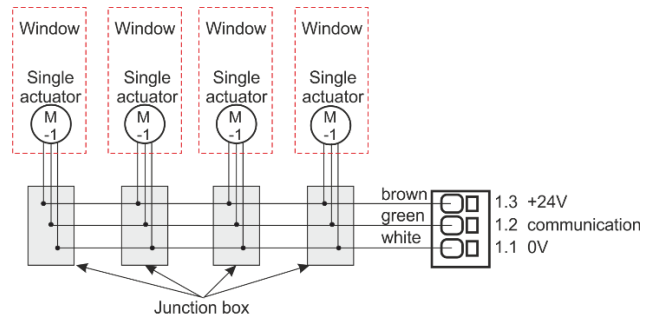 Window Window Window Window
Single Single Single Single
actuator actuator actuator actuator
M M M M
-1 -1 -1 -1
brown 1.3 +24V
green 1.2 communication
white 1.1 0V
Junction box